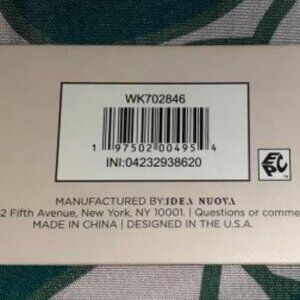 WK702846
1 97502 00495 4
INI:04232938620
MANUFACTURED BY:IDEA NUOVA
2 Fifth Avenue, New York, NY 10001. | Questions or comme
MADE IN CHINA | DESIGNED IN THE U.S.A.